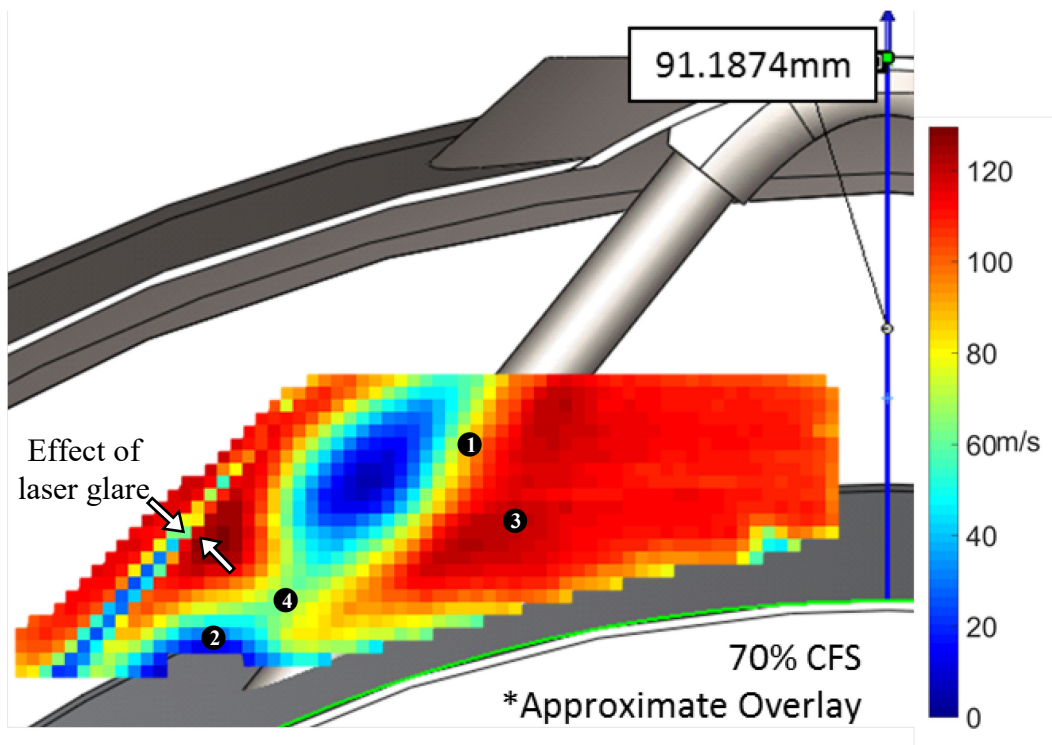 91.1874mm
120
100
80
Effect of
laser glare
1
60m/s
3
40
4
2
20
70% CFS
*Approximate Overlay
0